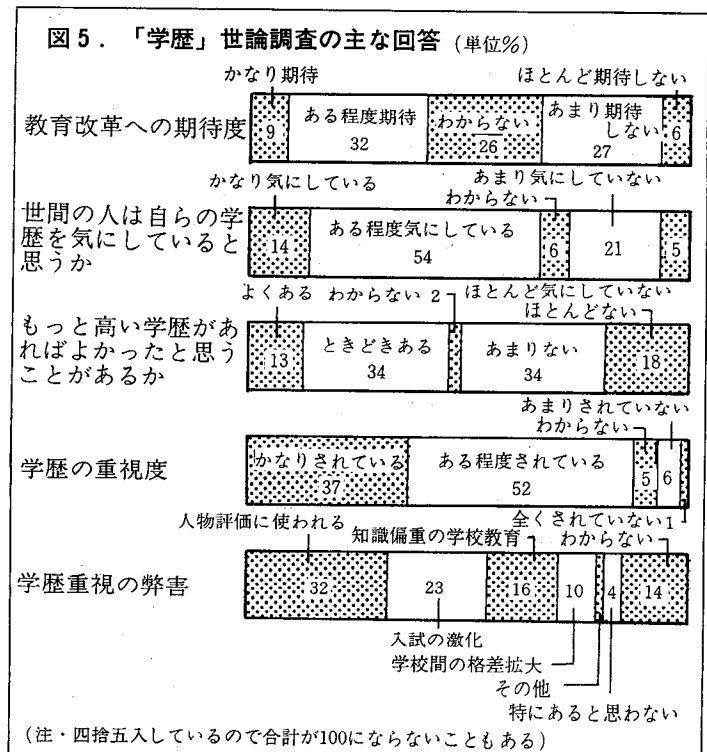 図5．「学歴」世論調査の主な回答（単位%）
かなり期待 ほとんど期待しない
教育改革への期待度
9 ある程度期待 32 わからない 26 あまり期待しない 27 6
かなり気にしている あまり気にしていない
わからない
世間の人は自らの学
歴を気にしていると
思うか
14 ある程度気にしている 54 6 21 5
よくある わからない 2 ほとんど気にしていない
ほとんどない
もっと高い学歴があ
ればよかったと思う
ことがあるか
13 ときどきある 34 あまりない 34 18
あまりされていない
わからない
学歴の重視度
かなりされている 37 ある程度されている 52 5 6
人物評価に使われる 全くされていない1
知識偏重の学校教育 わからない
学歴重視の弊害
32 23 16 10 4 14
入試の激化
学校間の格差拡大
その他
特にあると思わない
（注・四捨五入しているので合計が100にならないこともある）